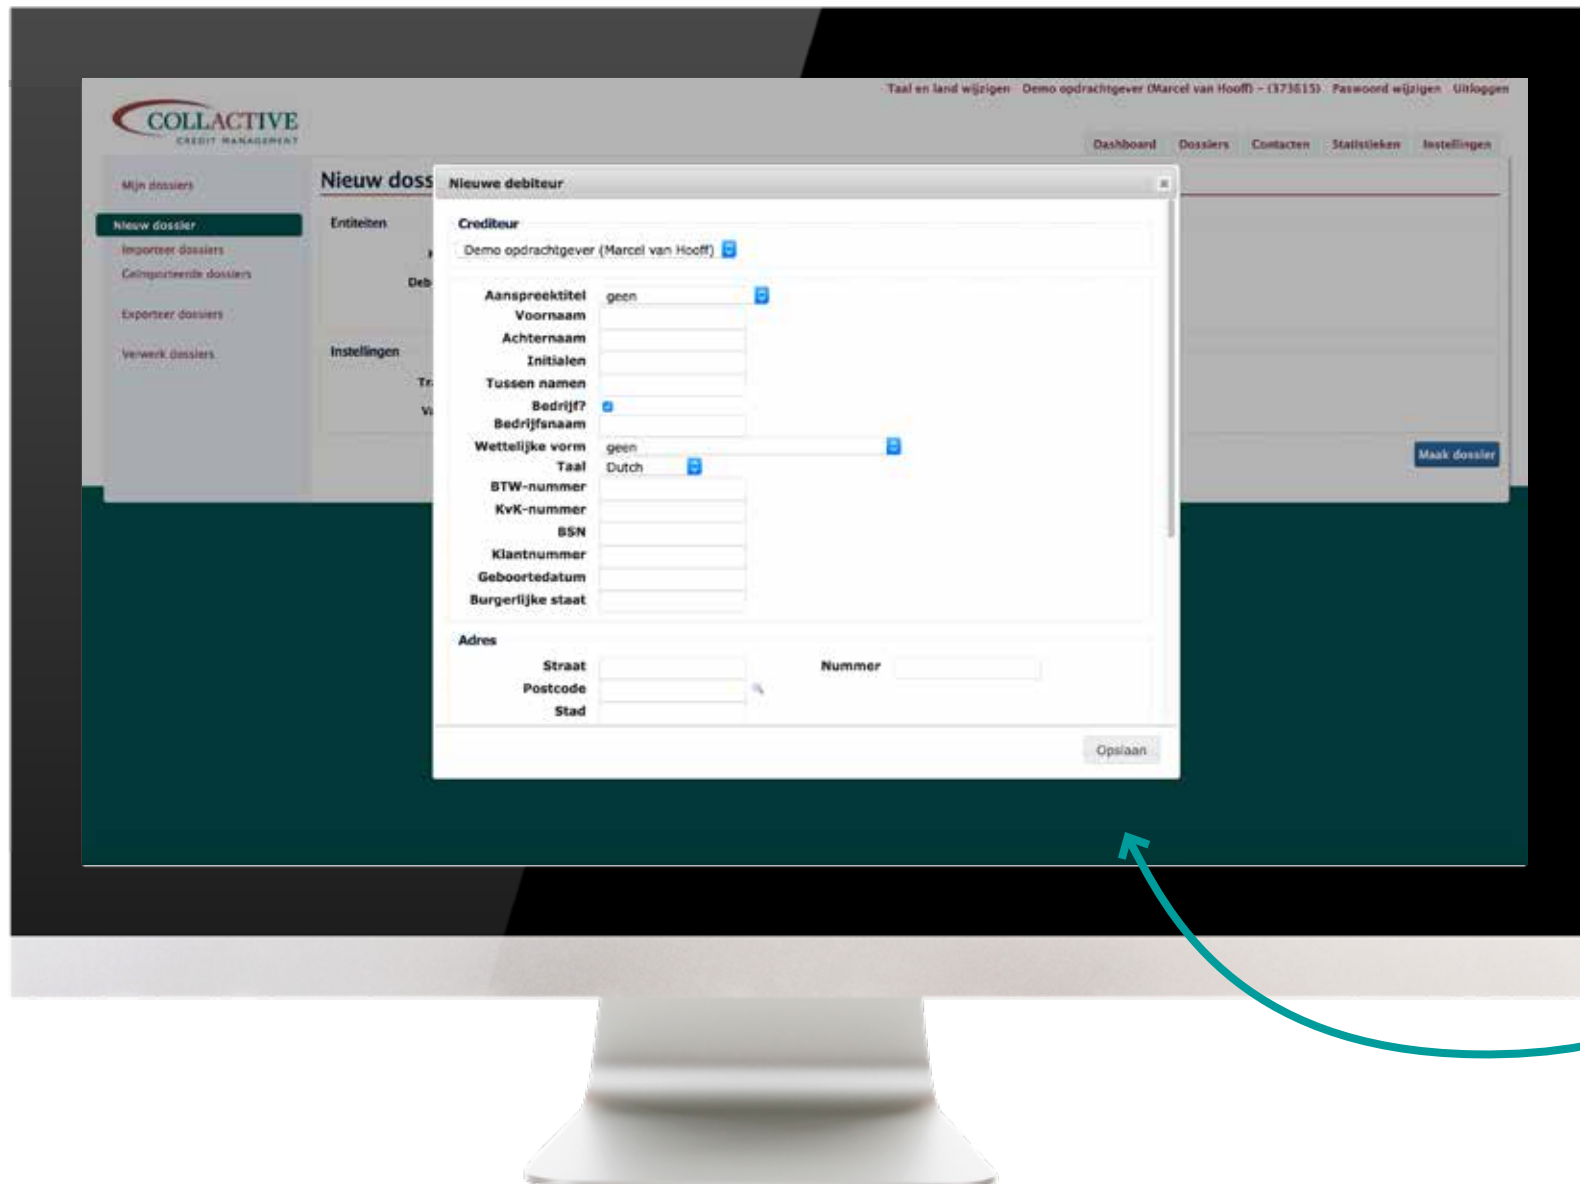 Taal en land wijzigen Demo opdrachtgever (Marcel van Hooff) - (373615) Paswoord wijzigen Uitloggen
COLLACTIVE
CREDIT MANAGEMENT
Dashboard Dossiers Contacten Statistieken Instellingen
Mijn dossiers
Nieuw dossier
Importeer dossiers
Geïmporteerde dossiers
Exporteer dossiers
Verwerk dossiers
Nieuw doss
Entiteiten
Deb
Instellingen
Tr
Va
Maak dossier
Nieuwe debiteur
Crediteur
Demo opdrachtgever (Marcel van Hooff)
Aanspreektitel geen
Voornaam
Achternaam
Initialen
Tussen namen
Bedrijf?
Bedrijfsnaam
Wettelijke vorm geen
Taal Dutch
BTW-nummer
KvK-nummer
BSN
Klantnummer
Geboortedatum
Burgerlijke staat
Adres
Straat Nummer
Postcode
Stad
Opslaan